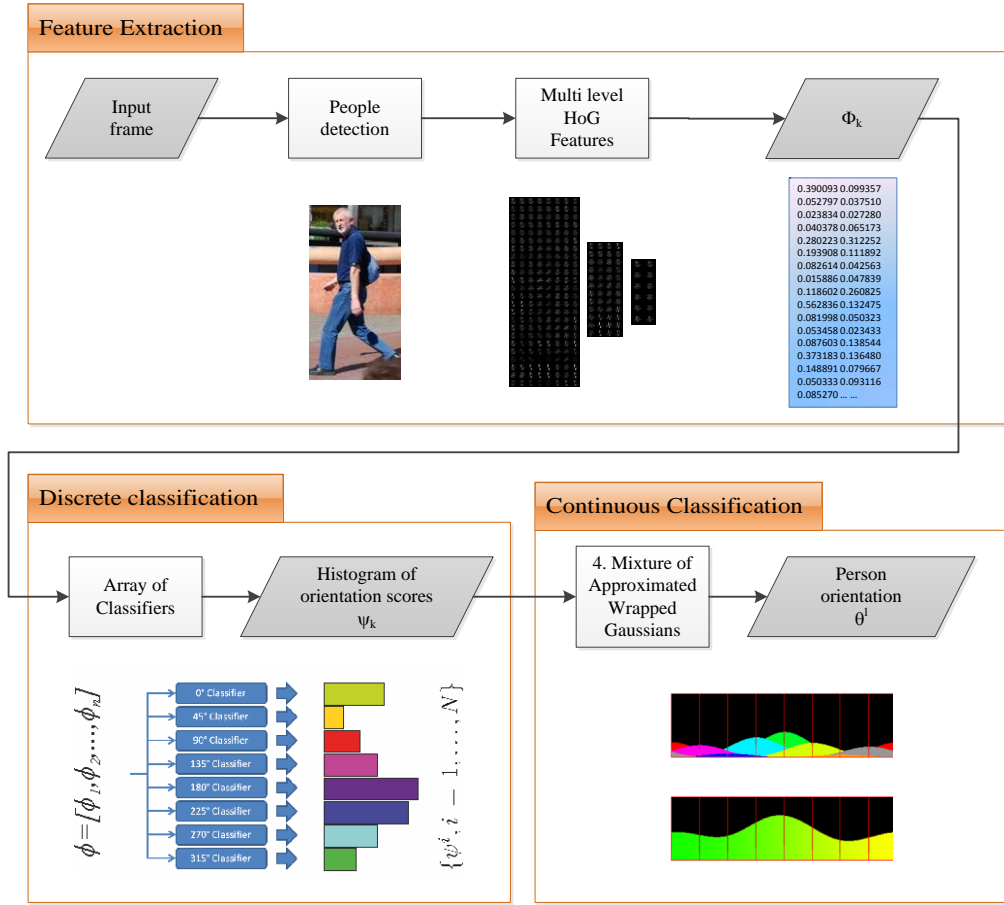 Feature Extraction
Input
frame
People
detection
Multi level
HoG
Features
Φk
0.390093 0.099357
0.052797 0.037510
0.023834 0.027280
0.040378 0.065173
0.280223 0.312252
0.193908 0.111892
0.082614 0.042563
0.015886 0.047839
0.118602 0.260825
0.562836 0.132475
0.081998 0.050323
0.053458 0.023433
0.087603 0.138544
0.373183 0.136480
0.148891 0.079667
0.050333 0.093116
0.085270 ... ...
Discrete classification
Array of
Classifiers
Histogram of
orientation scores
ψk
ϕ=[ϕ1,ϕ2,...,ϕn]
0° Classifier
45° Classifier
90° Classifier
135° Classifier
180° Classifier
225° Classifier
270° Classifier
315° Classifier
{ψ^i, i − 1, . . . , N}
Continuous Classification
4. Mixture of
Approximated
Wrapped
Gaussians
Person
orientation
θ^l